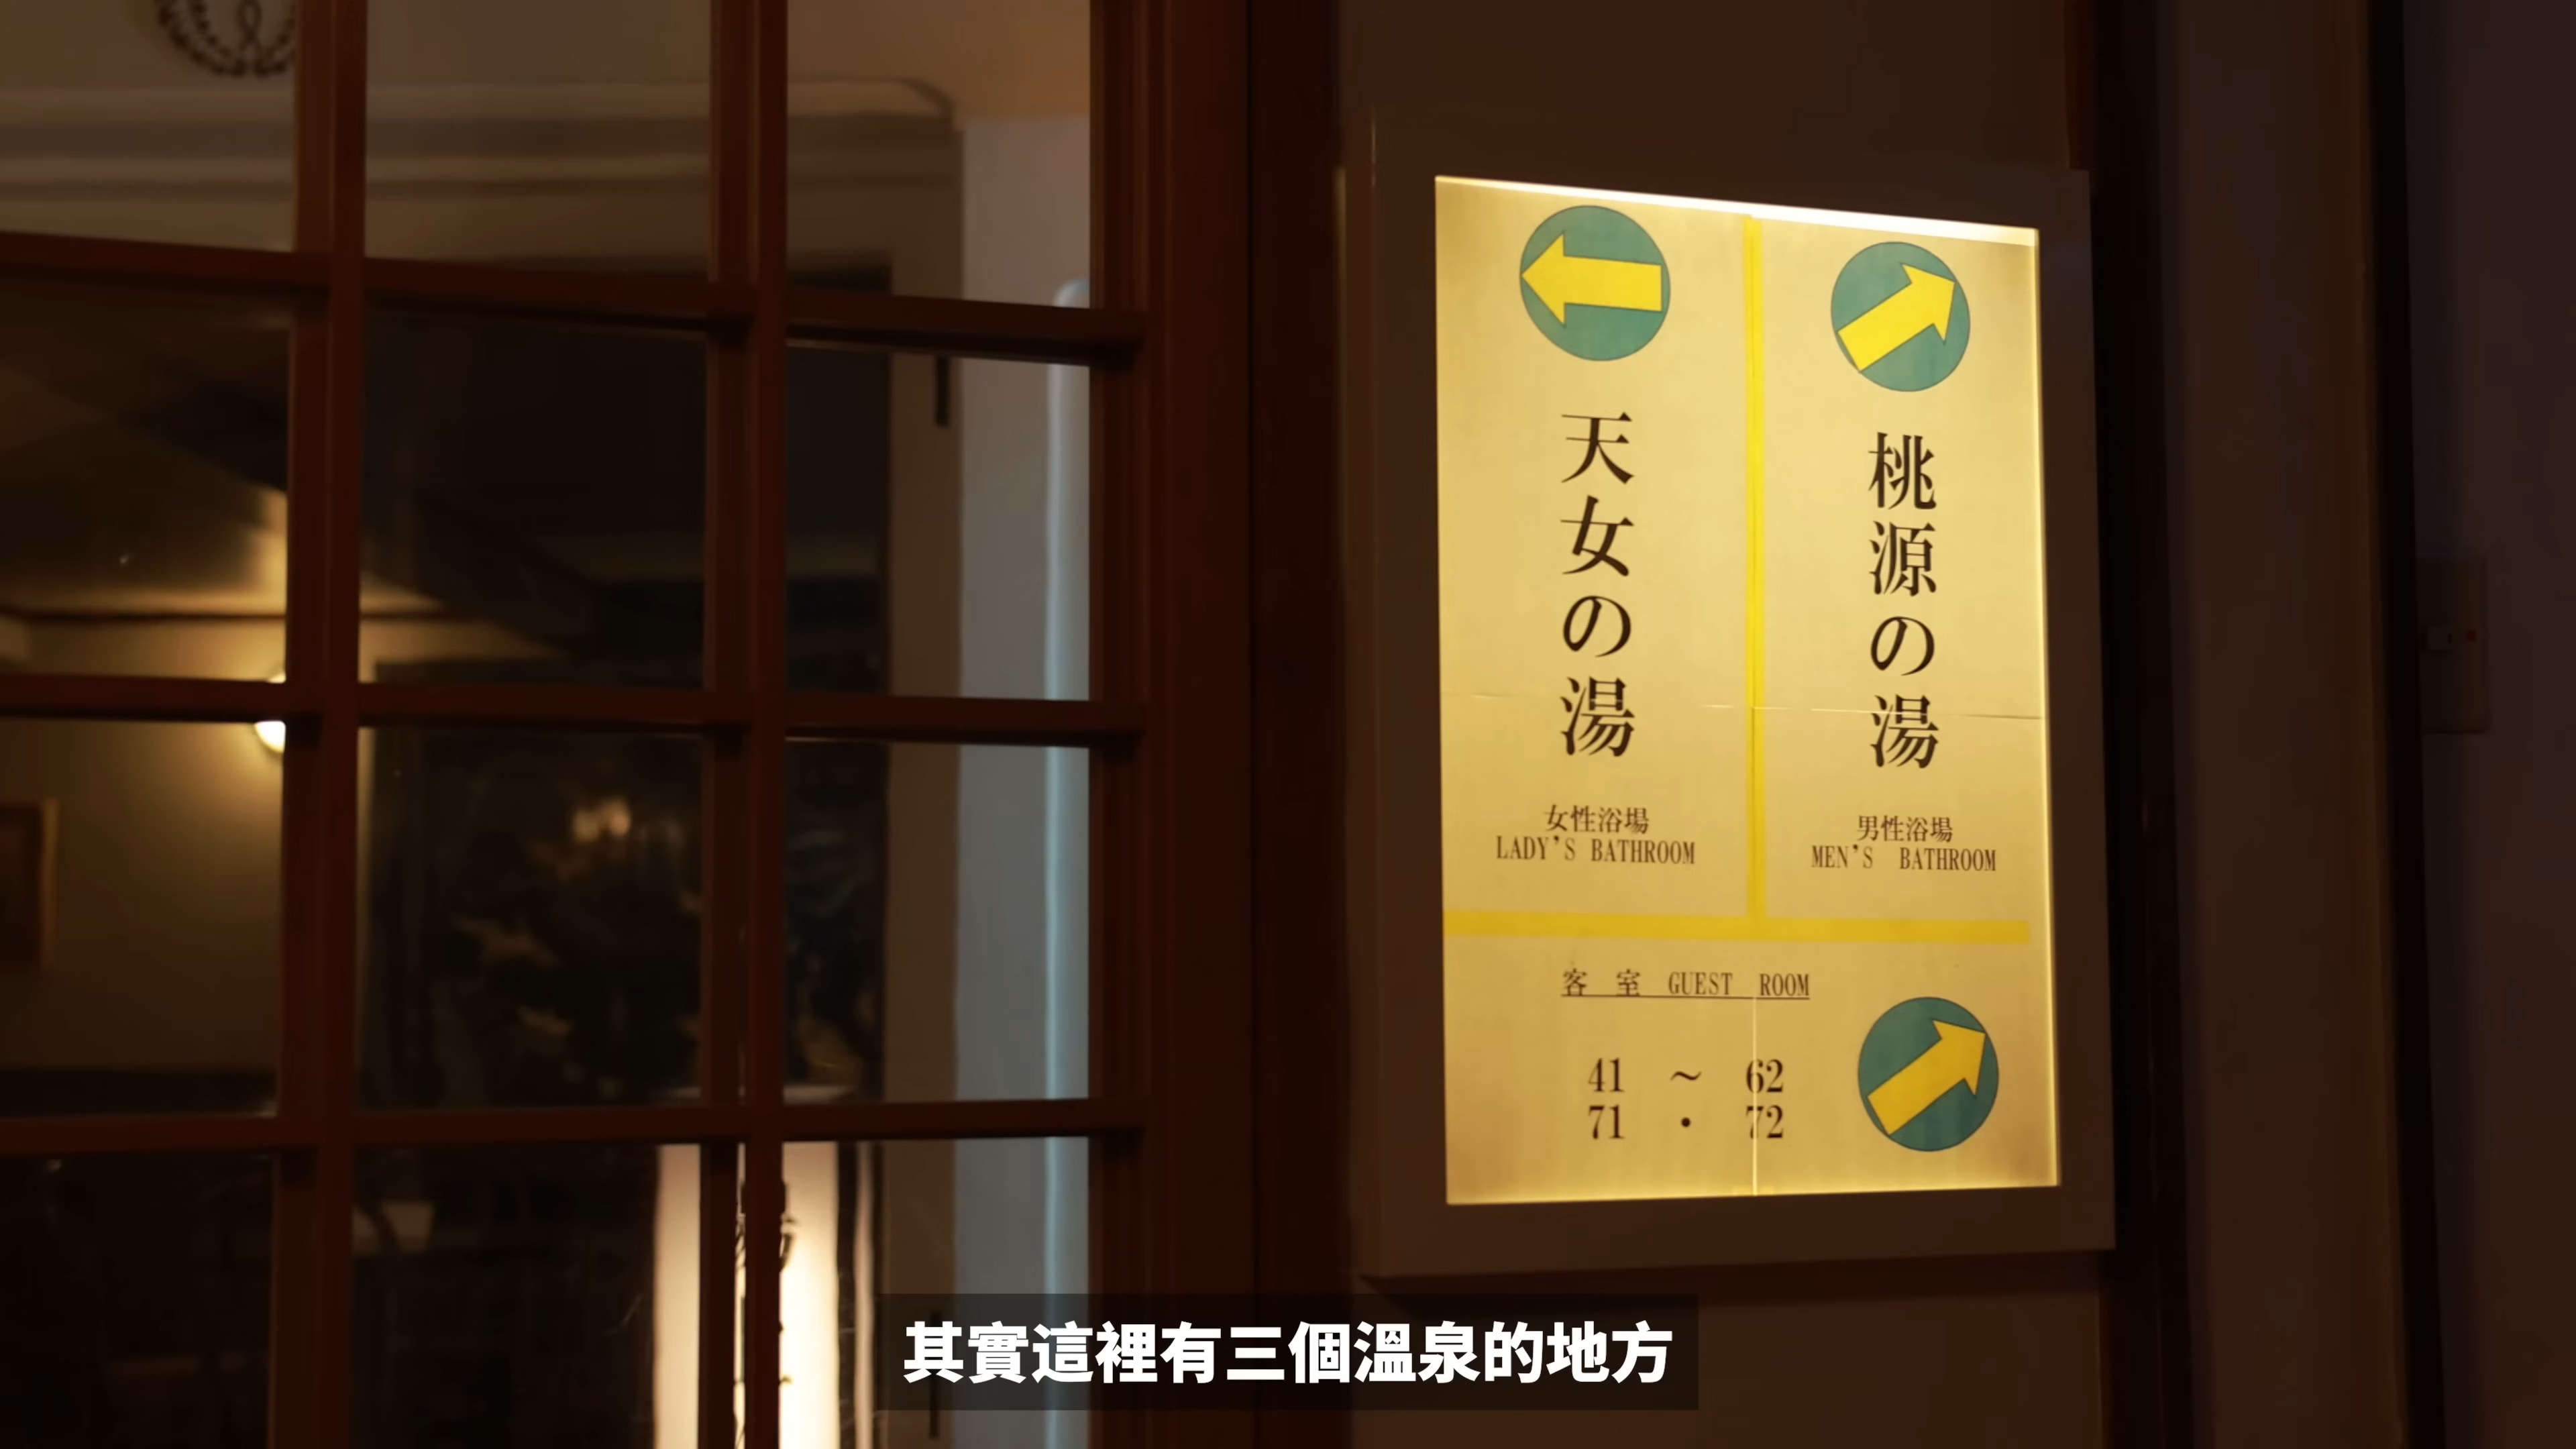 天女の湯
女性浴場
LADY'S BATHROOM
桃源の湯
男性浴場
MEN'S BATHROOM
客室 GUEST ROOM
41 ～ 62
71 ・ 72
其實這裡有三個溫泉的地方